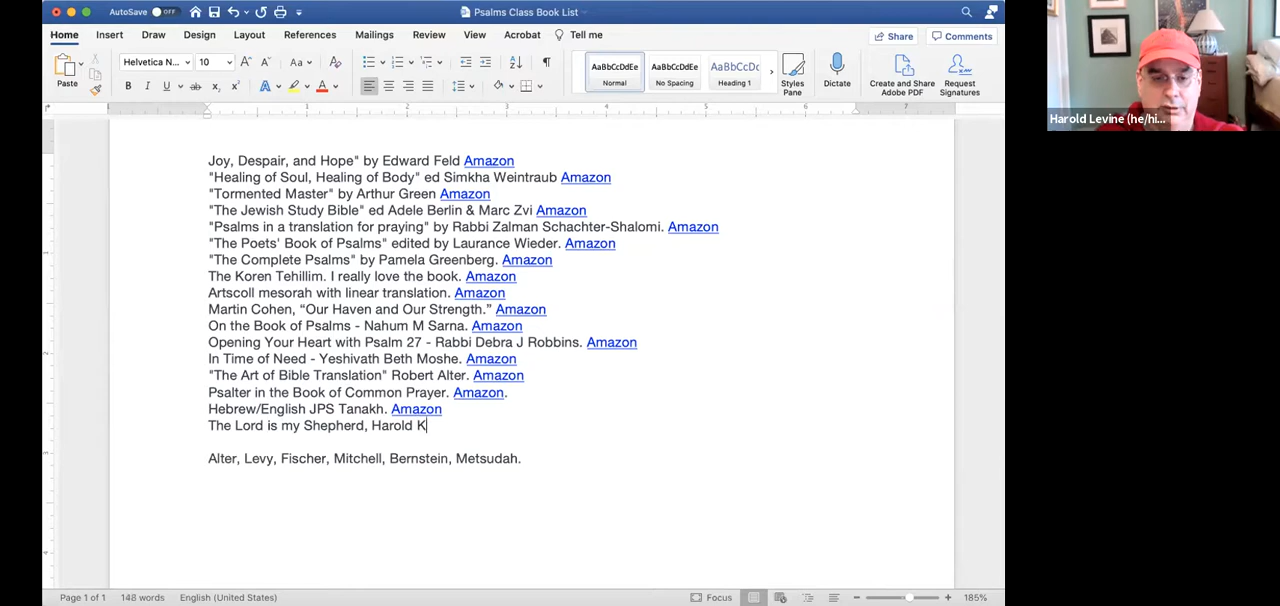 AutoSave OFF
Psalms Class Book List
Home Insert Draw Design Layout References Mailings Review View Acrobat Tell me
Share Comments
Paste
Helvetica N... 10
AaBbCcDdEe
Normal
AaBbCcDdEe
No Spacing
AaBbCcDc
Heading 1
Styles
Pane
Dictate
Create and Share
Adobe PDF
Request
Signatures
Harold Levine (he/hi...
Joy, Despair, and Hope" by Edward Feld Amazon
"Healing of Soul, Healing of Body" ed Simkha Weintraub Amazon
"Tormented Master" by Arthur Green Amazon
"The Jewish Study Bible" ed Adele Berlin & Marc Zvi Amazon
"Psalms in a translation for praying" by Rabbi Zalman Schachter-Shalomi. Amazon
"The Poets' Book of Psalms" edited by Laurance Wieder. Amazon
"The Complete Psalms" by Pamela Greenberg. Amazon
The Koren Tehillim. I really love the book. Amazon
Artscoll mesorah with linear translation. Amazon
Martin Cohen, “Our Haven and Our Strength.” Amazon
On the Book of Psalms - Nahum M Sarna. Amazon
Opening Your Heart with Psalm 27 - Rabbi Debra J Robbins. Amazon
In Time of Need - Yeshivath Beth Moshe. Amazon
"The Art of Bible Translation" Robert Alter. Amazon
Psalter in the Book of Common Prayer. Amazon.
Hebrew/English JPS Tanakh. Amazon
The Lord is my Shepherd, Harold K
Alter, Levy, Fischer, Mitchell, Bernstein, Metsudah.
Page 1 of 1 148 words English (United States) Focus 185%